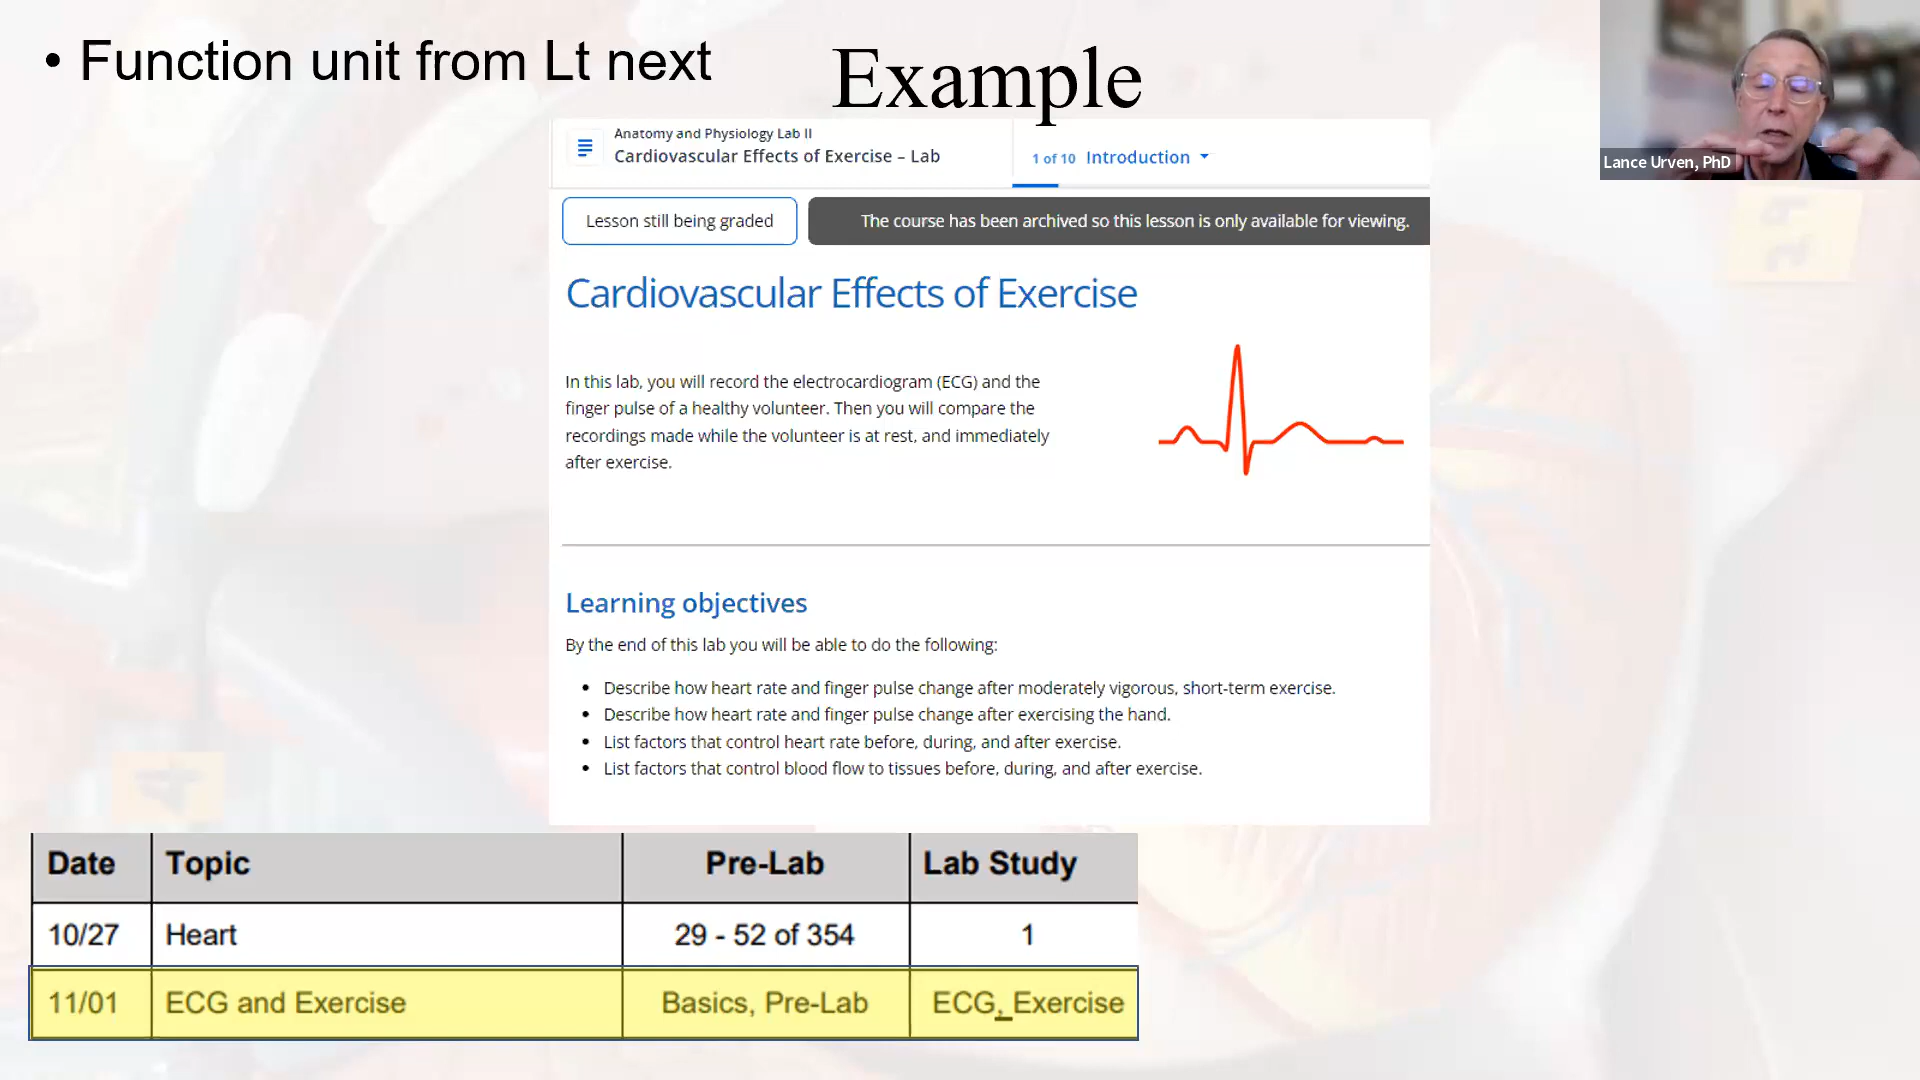 • Function unit from Lt next
Example
Lance Urven, PhD
Anatomy and Physiology Lab II
Cardiovascular Effects of Exercise – Lab
1 of 10 Introduction
Lesson still being graded
The course has been archived so this lesson is only available for viewing.
Cardiovascular Effects of Exercise
In this lab, you will record the electrocardiogram (ECG) and the
finger pulse of a healthy volunteer. Then you will compare the
recordings made while the volunteer is at rest, and immediately
after exercise.
Learning objectives
By the end of this lab you will be able to do the following:
• Describe how heart rate and finger pulse change after moderately vigorous, short-term exercise.
• Describe how heart rate and finger pulse change after exercising the hand.
• List factors that control heart rate before, during, and after exercise.
• List factors that control blood flow to tissues before, during, and after exercise.
Date Topic Pre-Lab Lab Study
10/27 Heart 29 - 52 of 354 1
11/01 ECG and Exercise Basics, Pre-Lab ECG, Exercise